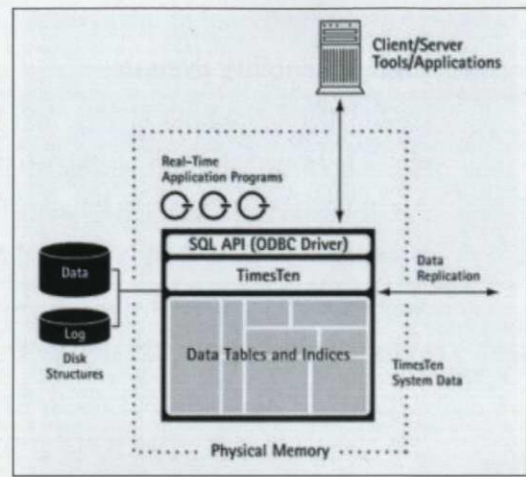 Client/Server
Tools/Applications
Real-Time
Application Programs
SQL API (ODBC Driver)
TimesTen
Data
Log
Disk
Structures
Data Tables and Indices
Data
Replication
TimesTen
System Data
Physical Memory